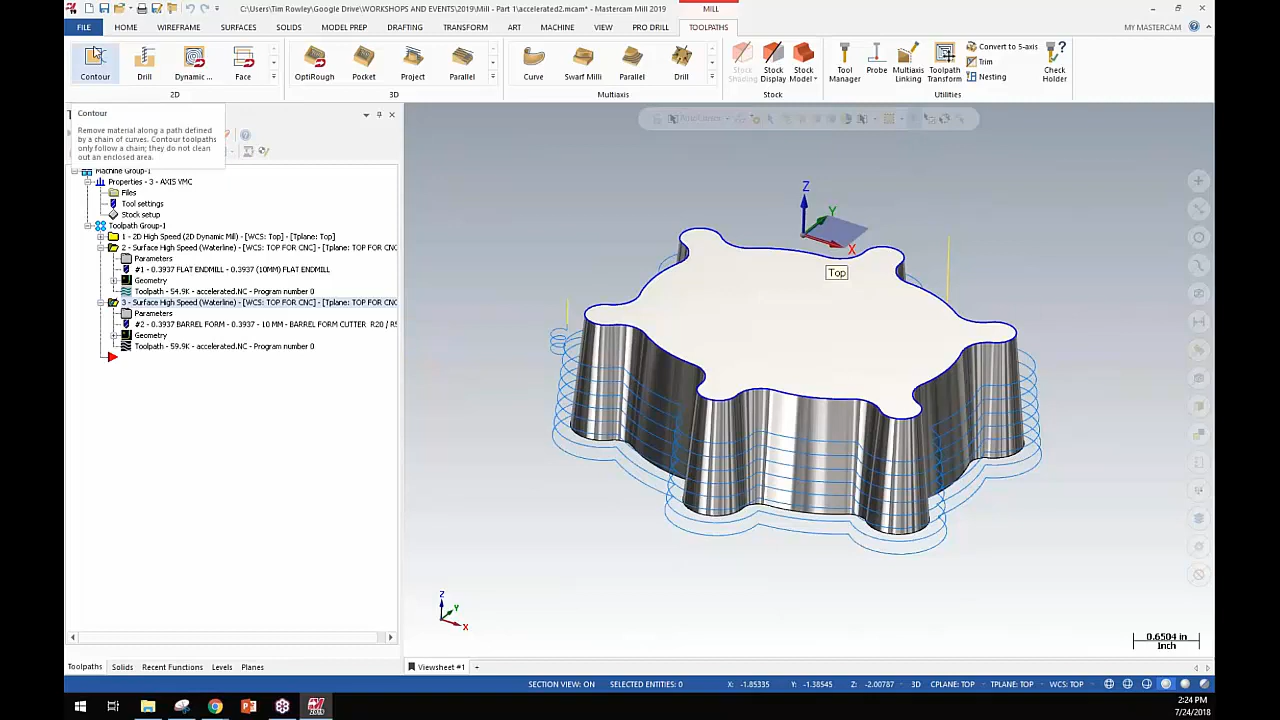 C:\Users\Tim Rowley\Google Drive\WORKSHOPS AND EVENTS\2019\Mill - Part 1\accelerated2.mcam* - Mastercam Mill 2019
MILL
FILE HOME WIREFRAME SURFACES SOLIDS MODEL PREP DRAFTING TRANSFORM ART MACHINE VIEW PRO DRILL TOOLPATHS MY MASTERCAM
Contour Drill Dynamic ... Face OptiRough Pocket Project Parallel Curve Swarf Milli Parallel Drill Stock Shading Stock Display Stock Model Tool Manager Probe Multiaxis Linking Toolpath Transform Convert to 5-axis Trim Nesting Check Holder
2D 3D Multiaxis Stock Utilities
Contour
Remove material along a path defined
by a chain of curves. Contour toolpaths
only follow a chain; they do not clean
out an enclosed area.
Machine Group-1
Properties - 3 - AXIS VMC
Files
Tool settings
Stock setup
Toolpath Group-1
1 - 2D High Speed (2D Dynamic Mill) - [WCS: Top] - [Tplane: Top]
2 - Surface High Speed (Waterline) - [WCS: TOP FOR CNC] - [Tplane: TOP FOR CNC
Parameters
#1 - 0.3937 FLAT ENDMILL - 0.3937 (10MM) FLAT ENDMILL
Geometry
Toolpath - 54.9K - accelerated.NC - Program number 0
3 - Surface High Speed (Waterline) - [WCS: TOP FOR CNC] - [Tplane: TOP FOR CNC
Parameters
#2 - 0.3937 BARREL FORM - 0.3937 - 10 MM - BARREL FORM CUTTER R20 /
Geometry
Toolpath - 59.9K - accelerated.NC - Program number 0
Z
Y
X
Top
Z
Y
X
0.6504 in
Inch
Toolpaths Solids Recent Functions Levels Planes
Viewsheet #1 +
SECTION VIEW: ON SELECTED ENTITIES: 0 X: -1.85335 Y: -1.38545 Z: -2.00787 3D CPLANE: TOP TPLANE: TOP WCS: TOP
2:24 PM
7/24/2018